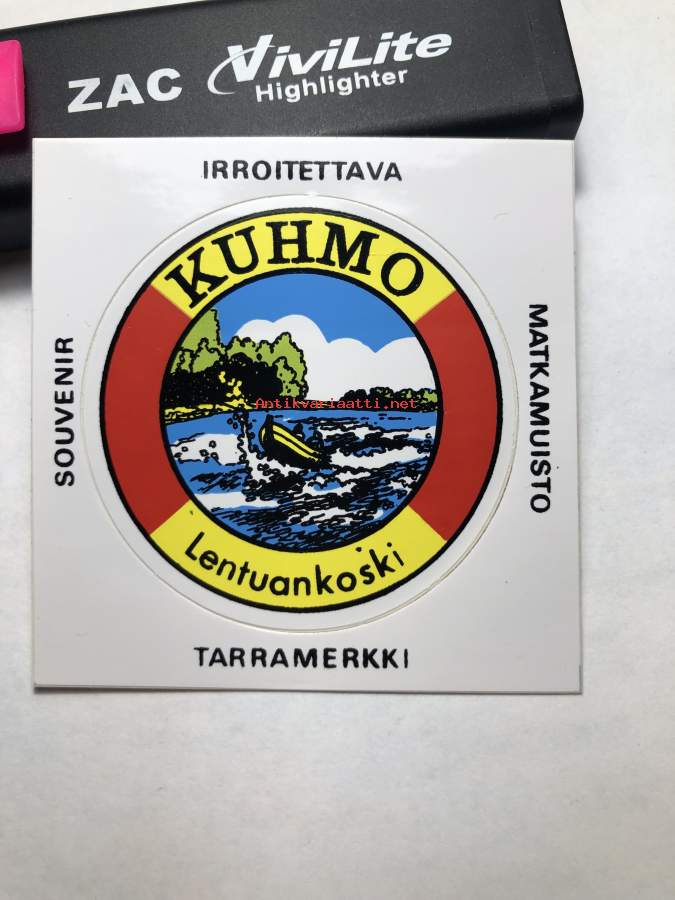 ZAC ViviLite
Highlighter
IRROITETTAVA
KUHMO
SOUVENIR
MATKAMUISTO
Antikvariaatti.net
Lentuankoski
TARRAMERKKI